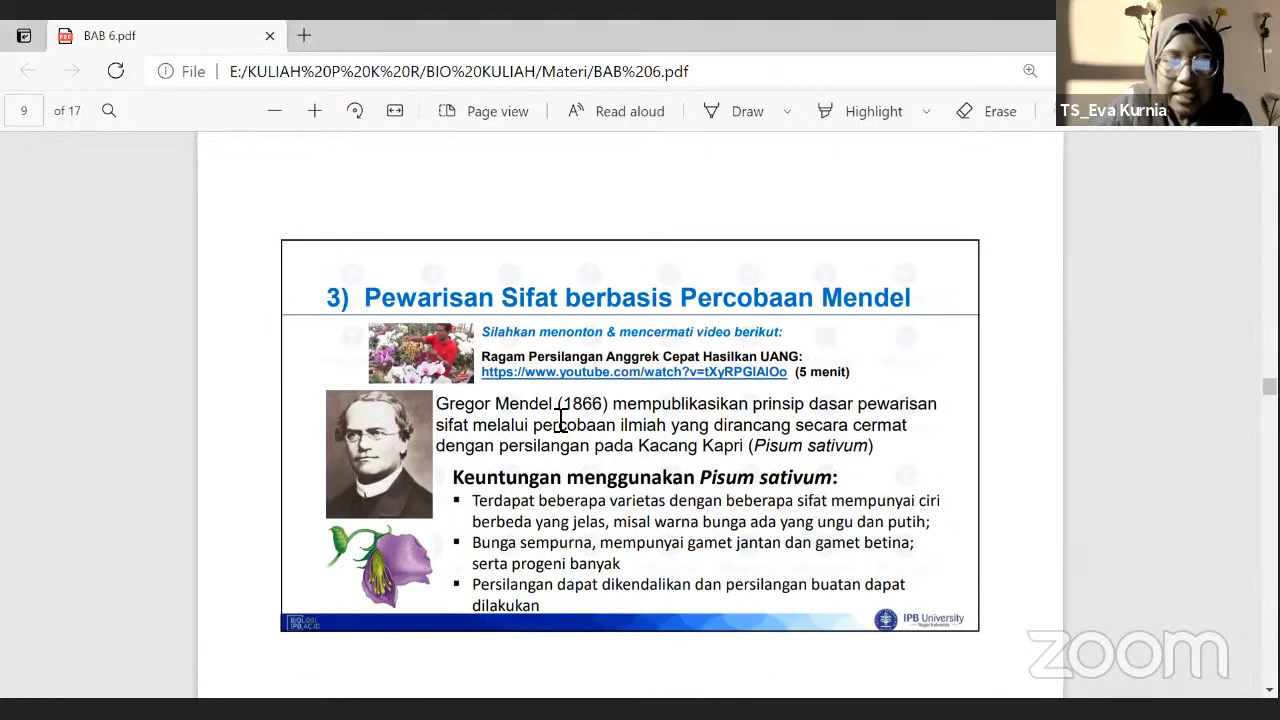 BAB 6.pdf
File
E:/KULIAH%20P%20K%20R/BIO%20KULIAH/Materi/BAB%206.pdf
TS_Eva Kurnia
9 of 17
Page view
Read aloud
Draw
Highlight
Erase
3) Pewarisan Sifat berbasis Percobaan Mendel
Silahkan menonton & mencermati video berikut:
Ragam Persilangan Anggrek Cepat Hasilkan UANG:
https://www.youtube.com/watch?v=tXyRPGIAIOo (5 menit)
Gregor Mendel (1866) mempublikasikan prinsip dasar pewarisan
sifat melalui percobaan ilmiah yang dirancang secara cermat
dengan persilangan pada Kacang Kapri (Pisum sativum)
Keuntungan menggunakan Pisum sativum:
▪ Terdapat beberapa varietas dengan beberapa sifat mempunyai ciri
berbeda yang jelas, misal warna bunga ada yang ungu dan putih;
▪ Bunga sempurna, mempunyai gamet jantan dan gamet betina;
serta progeni banyak
▪ Persilangan dapat dikendalikan dan persilangan buatan dapat
dilakukan
BIOLOGI
IPB.AC.ID
IPB University
Bogor Indonesia
zoom